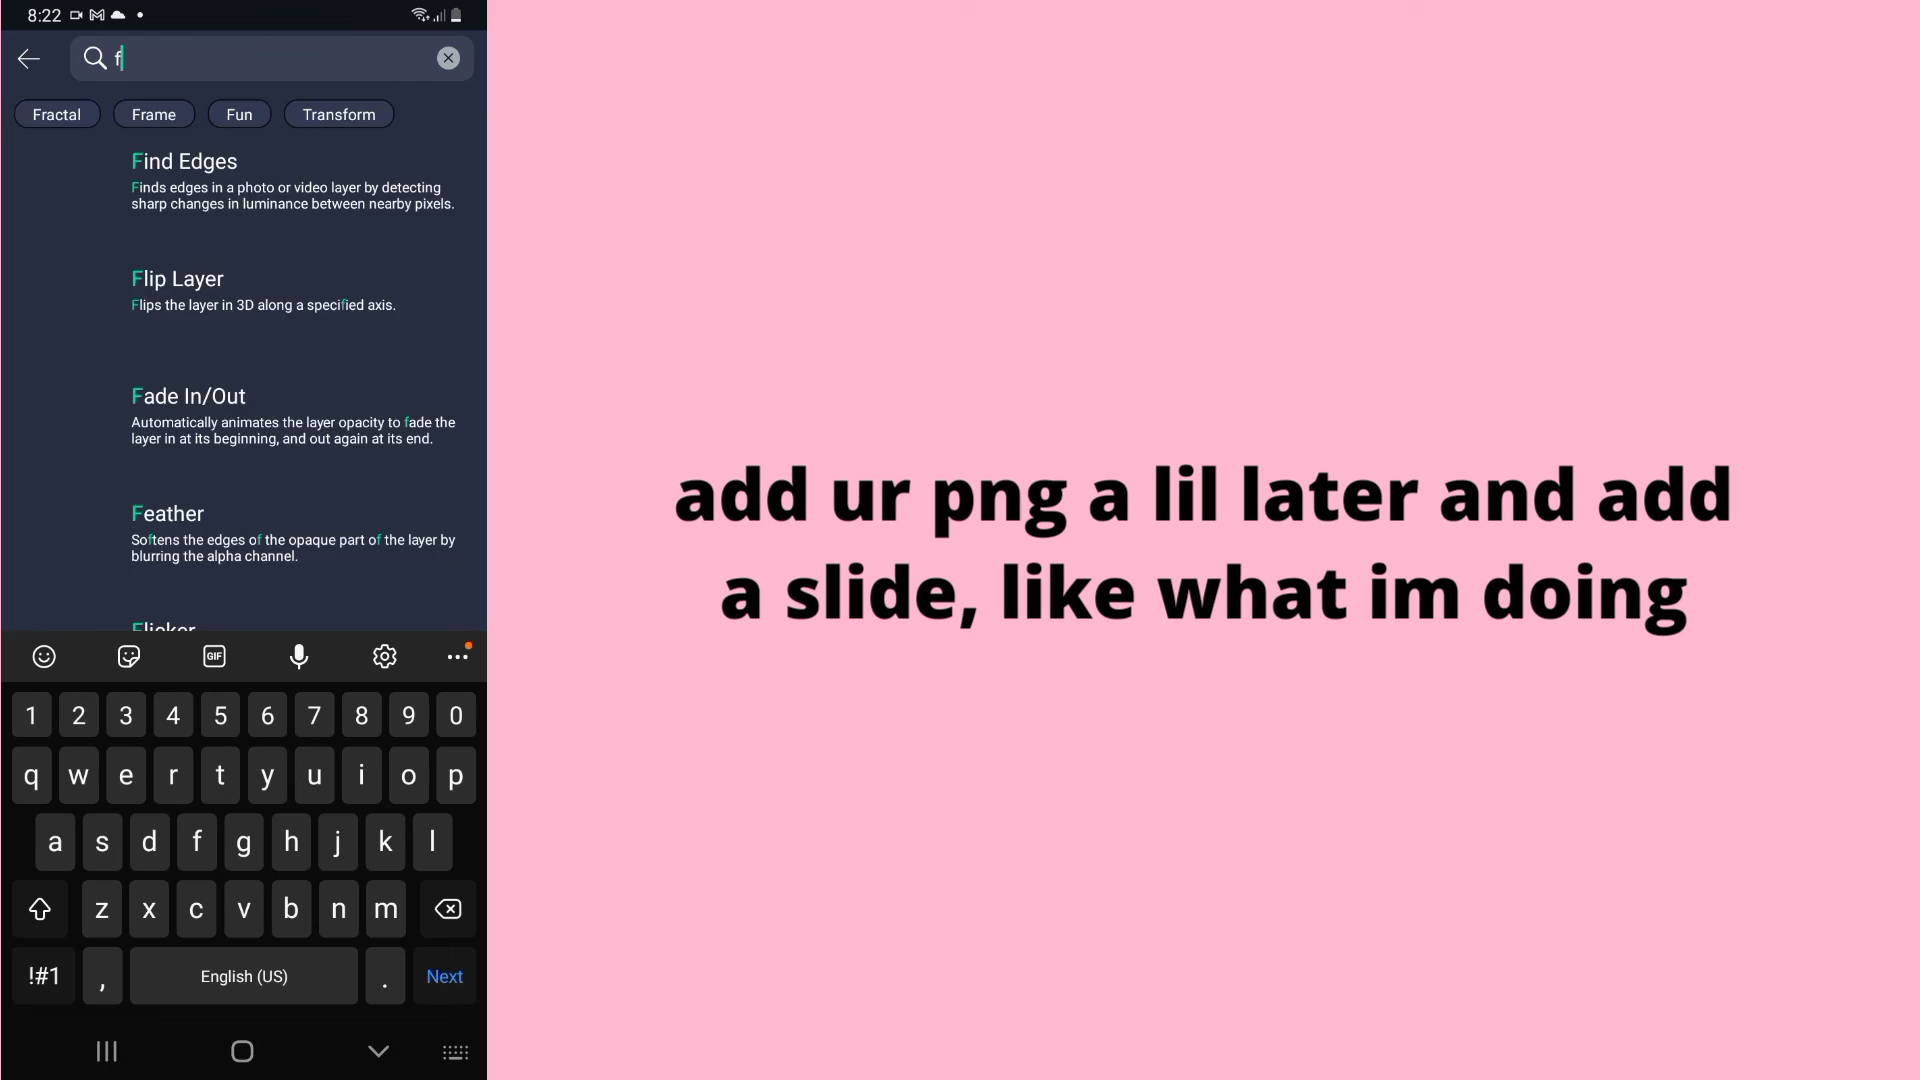 8:22
f
Fractal Frame Fun Transform
Find Edges
Finds edges in a photo or video layer by detecting
sharp changes in luminance between nearby pixels.
Flip Layer
Flips the layer in 3D along a specified axis.
Fade In/Out
Automatically animates the layer opacity to fade the
layer in at its beginning, and out again at its end.
Feather
Softens the edges of the opaque part of the layer by
blurring the alpha channel.
Flicker
GIF
1 2 3 4 5 6 7 8 9 0
q w e r t y u i o p
a s d f g h j k l
z x c v b n m
!#1 , English (US) . Next
add ur png a lil later and add
a slide, like what im doing